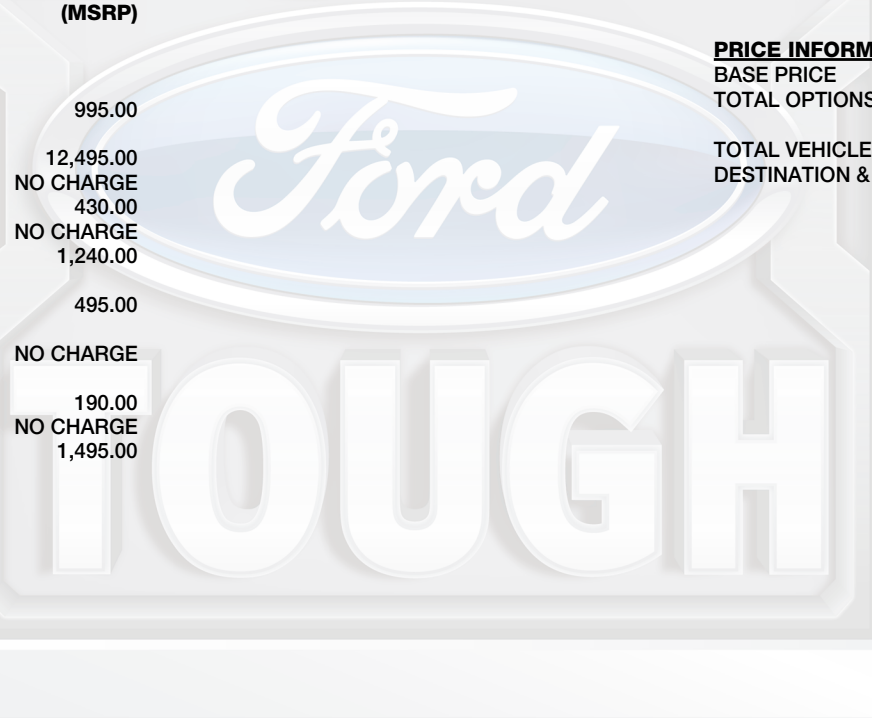 (MSRP)
995.00
12,495.00
NO CHARGE
430.00
NO CHARGE
1,240.00
495.00
NO CHARGE
190.00
NO CHARGE
1,495.00
PRICE INFORM
BASE PRICE
TOTAL OPTIONS
TOTAL VEHICLE
DESTINATION &
Ford
TOUGH